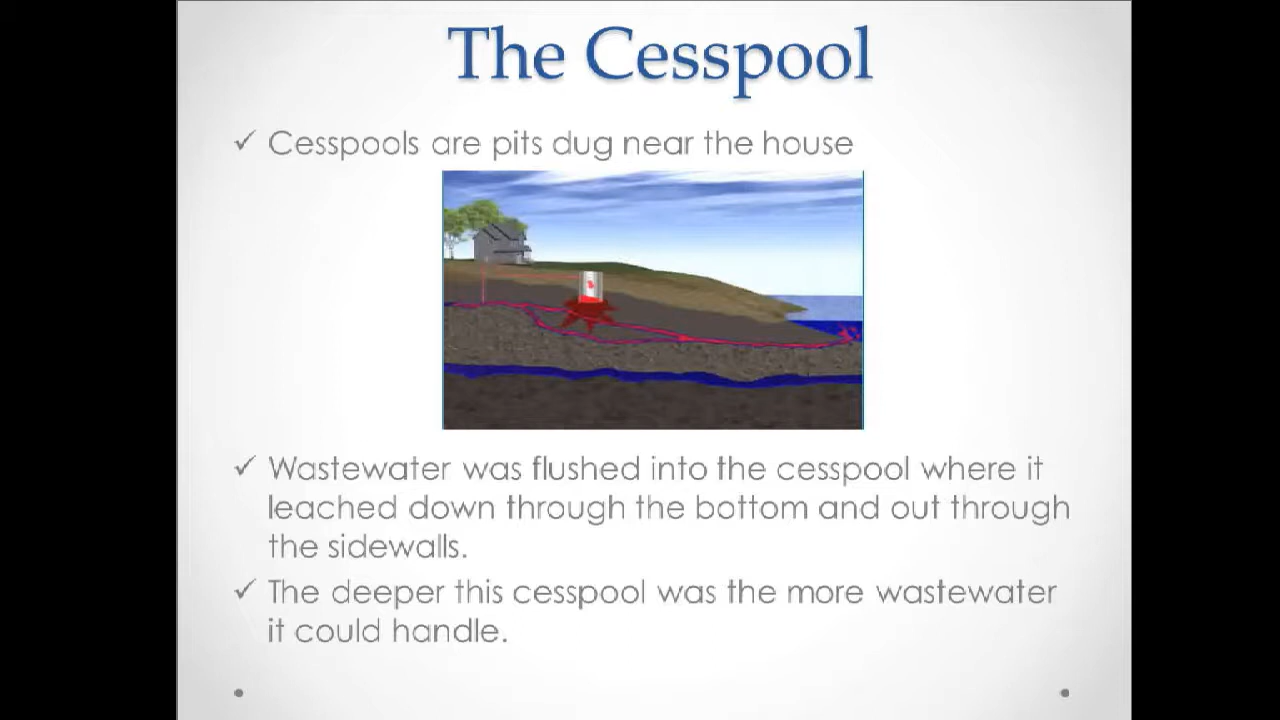 The Cesspool
✓ Cesspools are pits dug near the house
✓ Wastewater was flushed into the cesspool where it
leached down through the bottom and out through
the sidewalls.
✓ The deeper this cesspool was the more wastewater
it could handle.